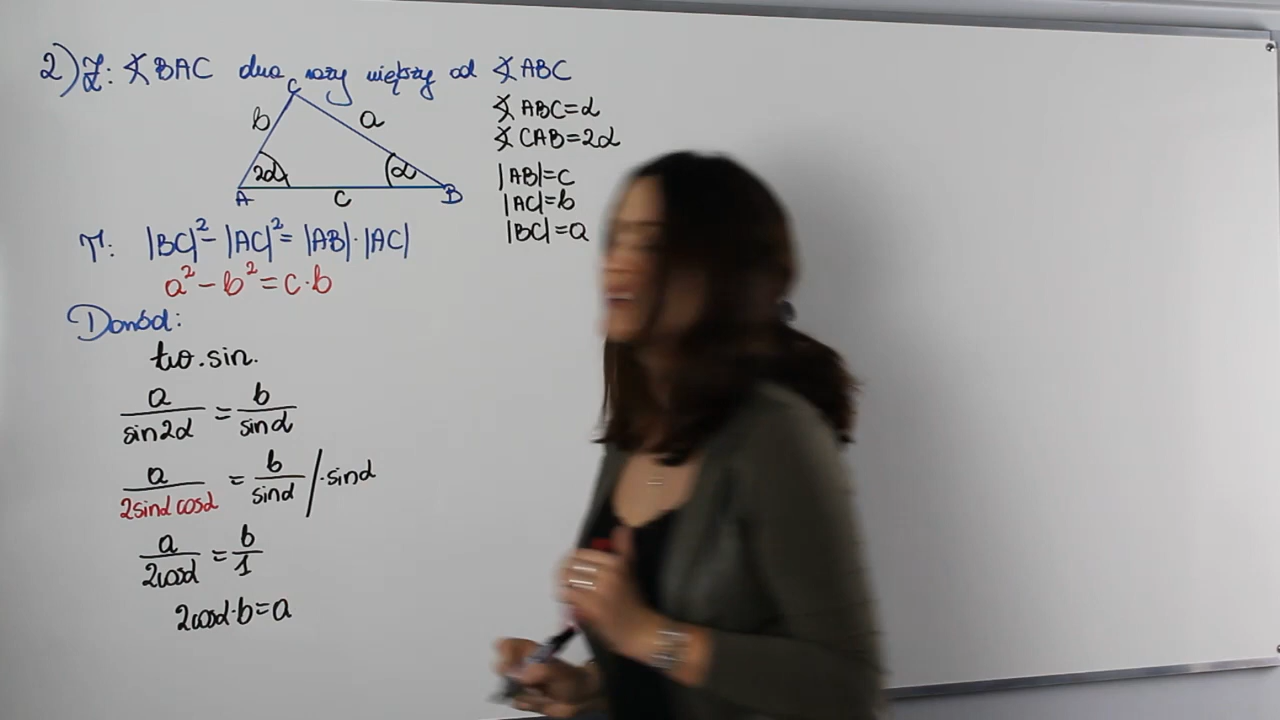 2) Z: ∢BAC dwa razy większy od ∢ABC
C
b a
2α α
A c B
∢ABC=α
∢CAB=2α
|AB|=c
|AC|=b
|BC|=a
T: |BC|²-|AC|²=|AB|·|AC|
a²-b²=c·b
Dowód:
tw. sin.
a/sin2α = b/sinα
a/2sinα cosα = b/sinα /·sinα
a/2cosα = b/1
2cosα·b=a